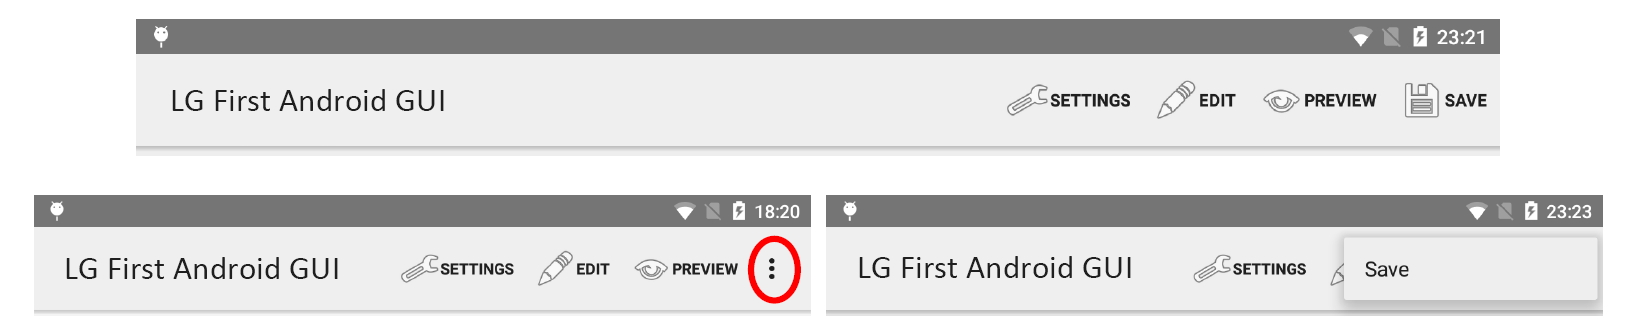 23:21
LG First Android GUI SETTINGS EDIT PREVIEW SAVE
18:20
LG First Android GUI SETTINGS EDIT PREVIEW
23:23
LG First Android GUI SETTINGS Save